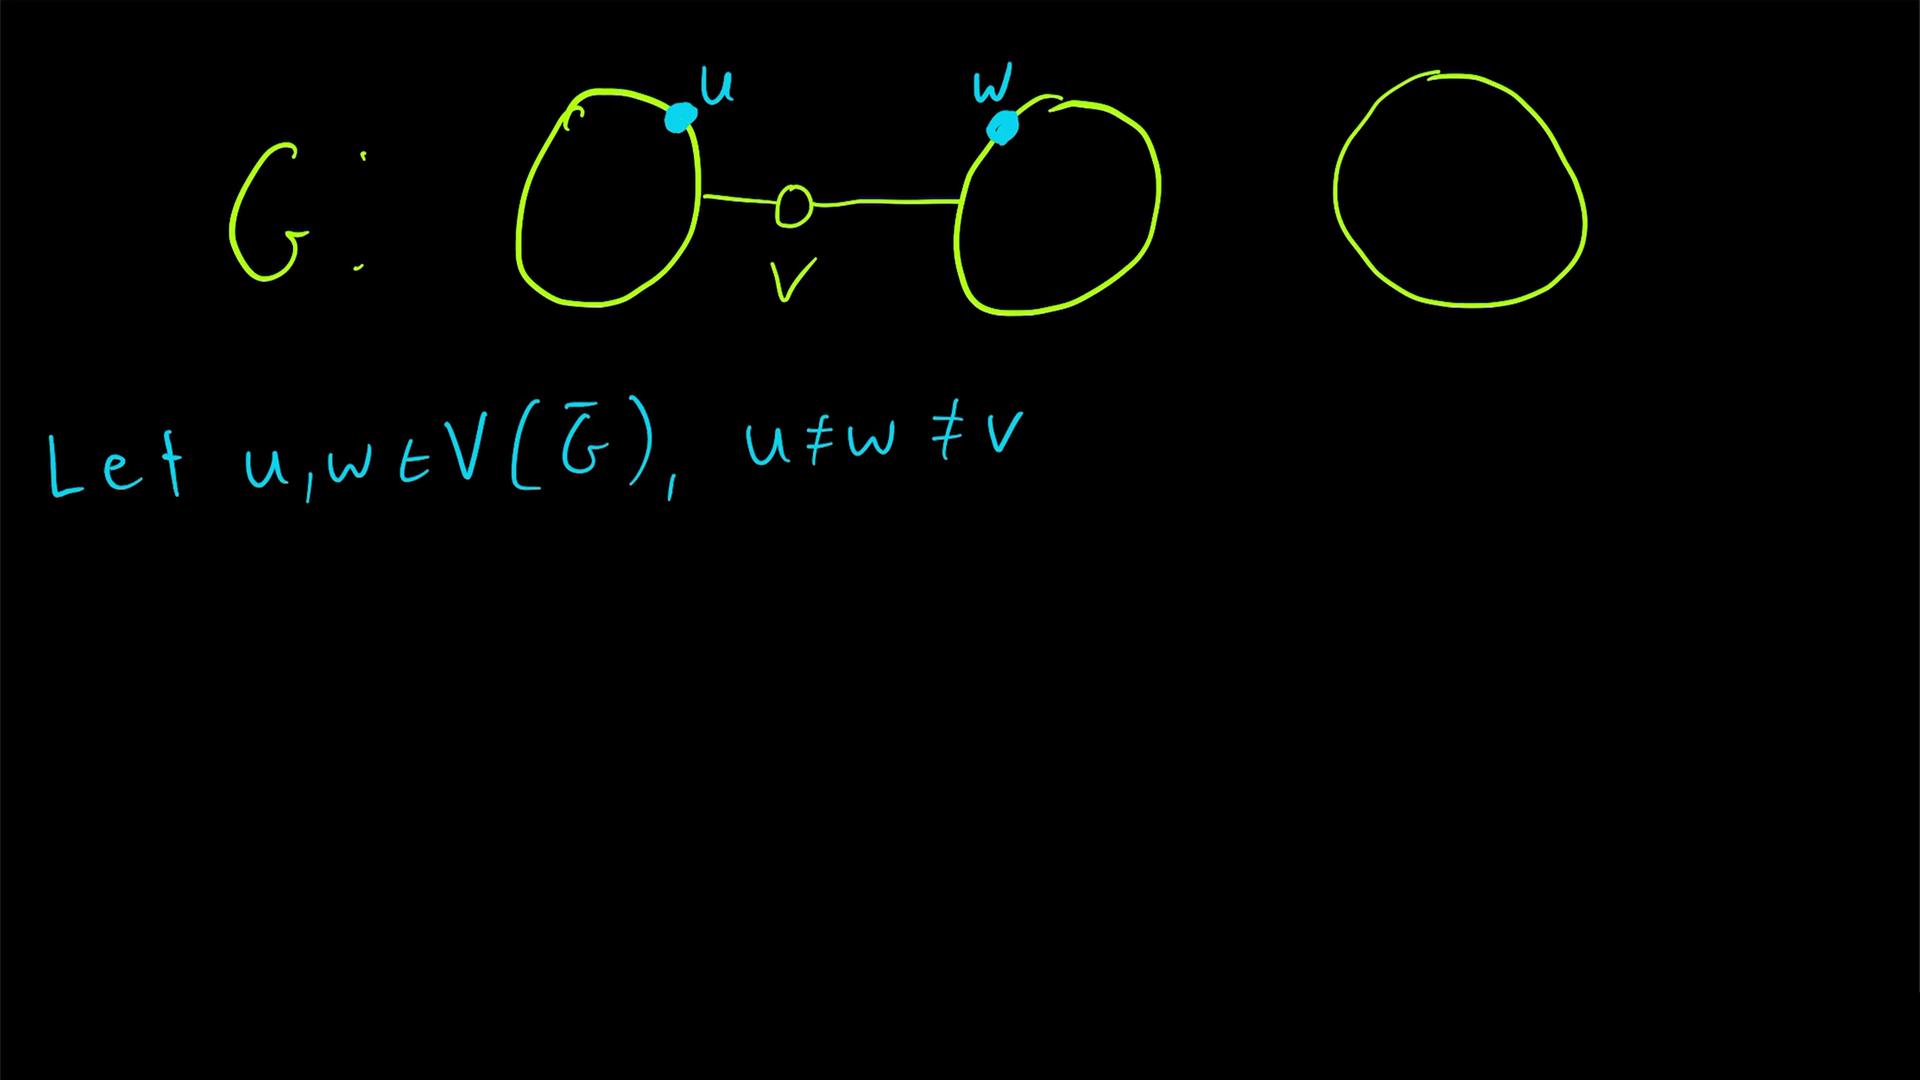 G : u w
v
Let u, w ∈ V(Ḡ), u ≠ w ≠ v